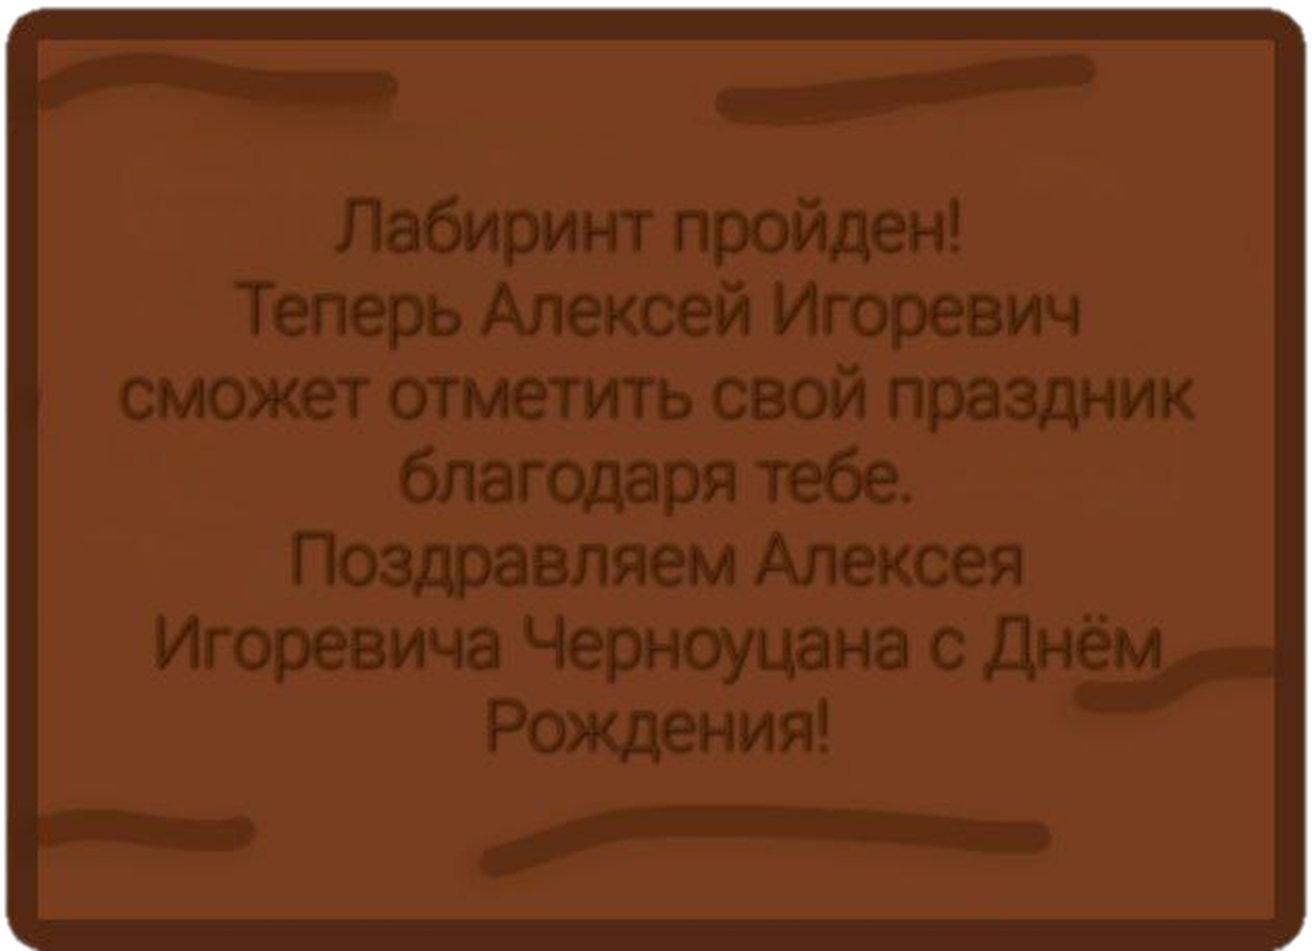 Лабиринт пройден!
Теперь Алексей Игоревич
сможет отметить свой праздник
благодаря тебе.
Поздравляем Алексея
Игоревича Черноуцана с Днём
Рождения!